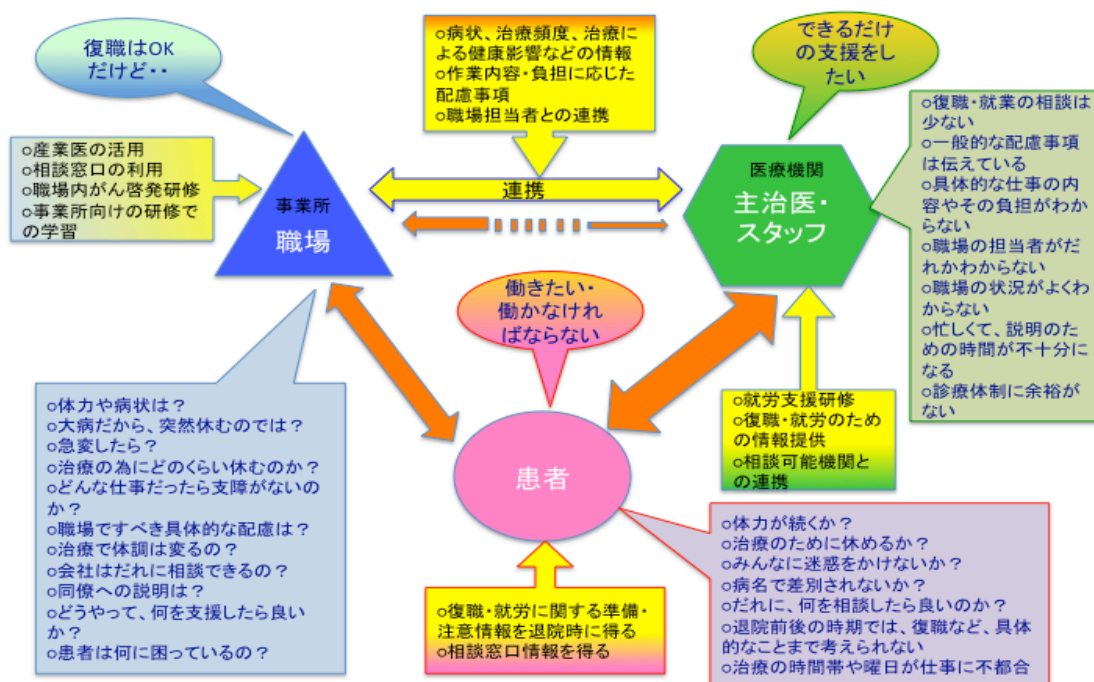 復職はOK
だけど・・
○病状、治療頻度、治療に
よる健康影響などの情報
○作業内容・負担に応じた
配慮事項
○職場担当者との連携
できるだけ
の支援をし
たい
○産業医の活用
○相談窓口の利用
○職場内がん啓発研修
○事業所向けの研修で
の学習
連携
事業所
職場
医療機関
主治医・
スタッフ
○復職・就業の相談は
少ない
○一般的な配慮事項
は伝えている
○具体的な仕事の内
容やその負担がわか
らない
○職場の担当者がだ
れかわからない
○職場の状況がよくわ
からない
○忙しくて、説明のた
めの時間が不十分に
なる
○診療体制に余裕が
ない
働きたい・
働かなけれ
ばならない
○就労支援研修
○復職・就労のため
の情報提供
○相談可能機関と
の連携
患者
○体力や病状は？
○大病だから、突然休むのでは？
○急変したら？
○治療の為にどのくらい休むのか？
○どんな仕事だったら支障がないの
か？
○職場ですべき具体的な配慮は？
○治療で体調は変るの？
○会社はだれに相談できるの？
○同僚への説明は？
○どうやって、何を支援したら良い
か？
○患者は何に困っているの？
○復職・就労に関する準備・
注意情報を退院時に得る
○相談窓口情報を得る
○体力が続くか？
○治療のために休めるか？
○みんなに迷惑をかけないか？
○病名で差別されないか？
○だれに、何を相談したら良いのか？
○退院前後の時期では、復職など、具体
的なことまで考えられない
○治療の時間帯や曜日が仕事に不都合